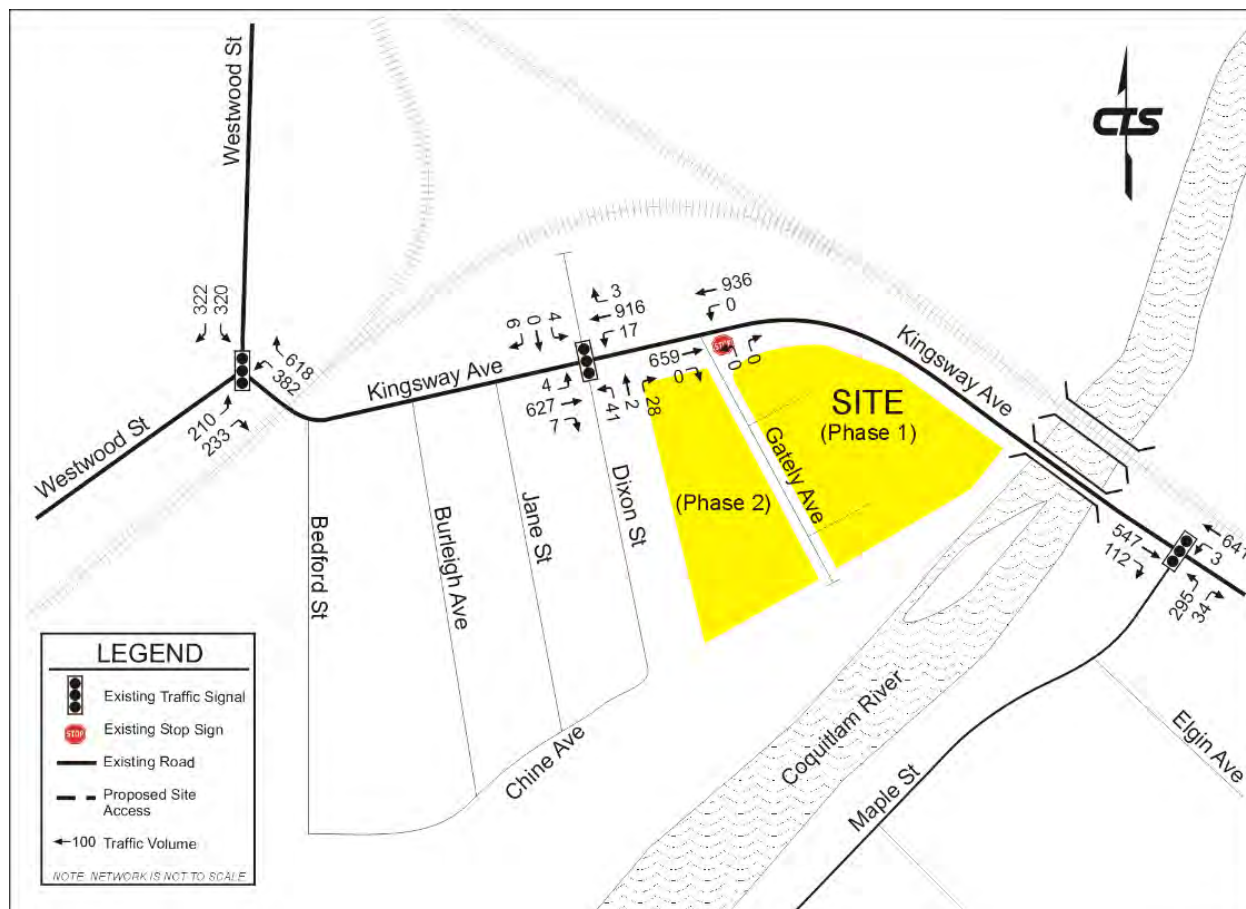 Westwood St
CTS
322
320
618
382
210
233
Westwood St
Kingsway Ave
6
0
4
3
916
17
4
627
7
41
2
28
936
0
659
0
STOP
0
0
Kingsway Ave
SITE
(Phase 1)
(Phase 2)
Gately Ave
Dixon St
Jane St
Burleigh Ave
Bedford St
Chine Ave
547
112
641
3
295
34
Coquitlam River
Maple St
Elgin Ave
LEGEND
Existing Traffic Signal
STOP
Existing Stop Sign
Existing Road
Proposed Site
Access
100 Traffic Volume
NOTE: NETWORK IS NOT TO SCALE